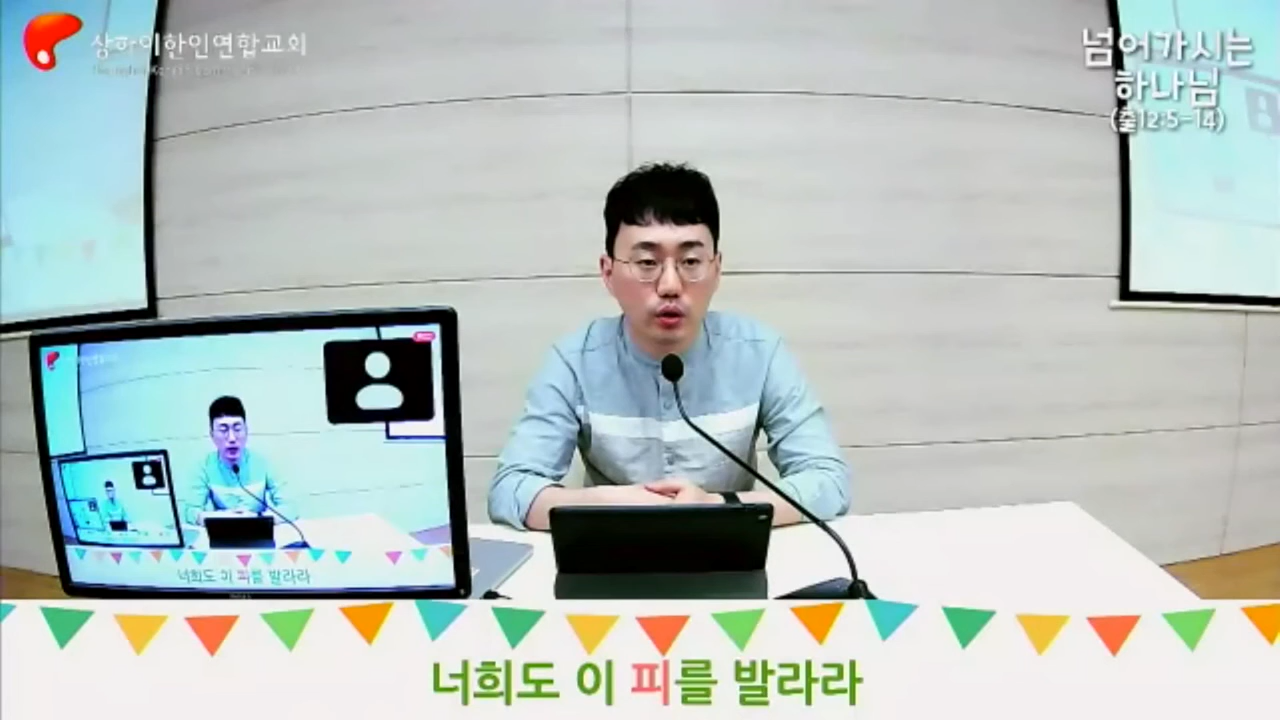 상하이한인연합교회
넘어가시는
하나님
(출12:5-14)
너희도 이 피를 발라라
너희도 이 피를 발라라